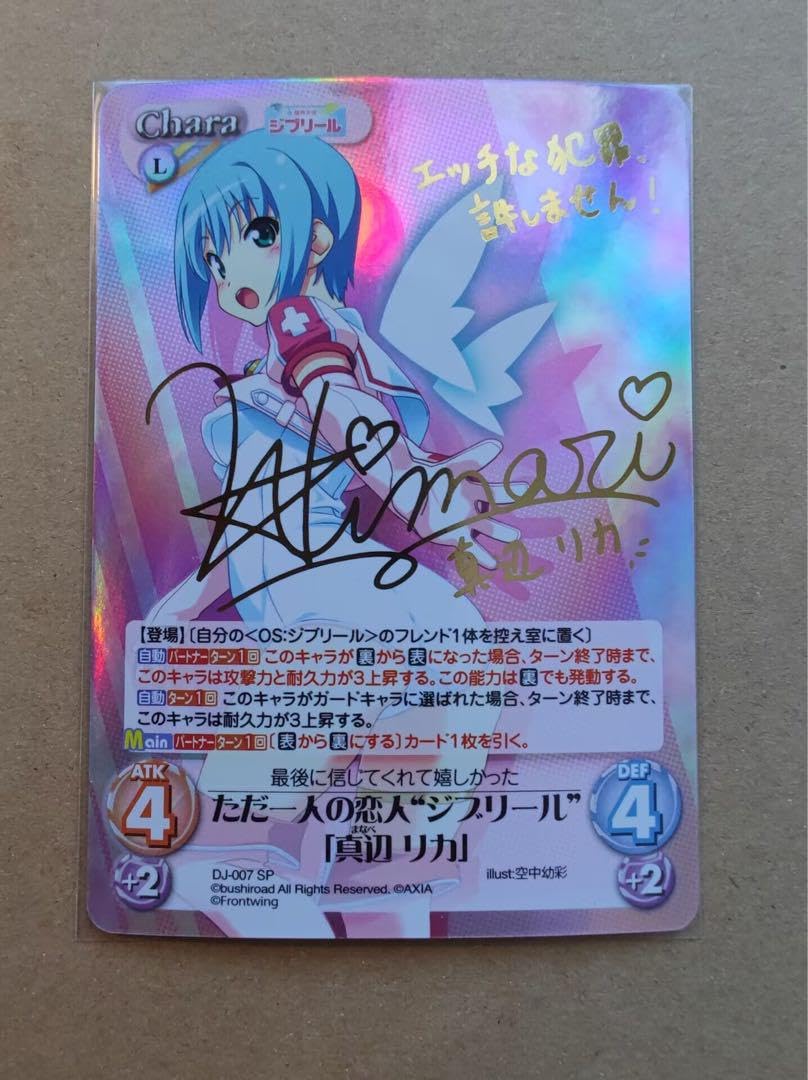 Chara
ジブリール
L
エッチな犯罪、
許しません!
Himari
真辺 リカ
【登場】〔自分の<OS:ジブリール>のフレンド1体を控え室に置く〕
自動 パートナー ターン1回 このキャラが裏から表になった場合、ターン終了時まで、
このキャラは攻撃力と耐久力が3上昇する。この能力は裏でも発動する。
自動 ターン1回 このキャラがガードキャラに選ばれた場合、ターン終了時まで、
このキャラは耐久力が3上昇する。
Main パートナー ターン1回 〔表から裏にする〕カード1枚を引く。
ATK
4
+2
DEF
4
+2
最後に信じてくれて嬉しかった
ただ一人の恋人“ジブリール”
まなべ
「真辺 リカ」
DJ-007 SP
illust:空中幼彩
©bushiroad All Rights Reserved. ©AXIA
©Frontwing